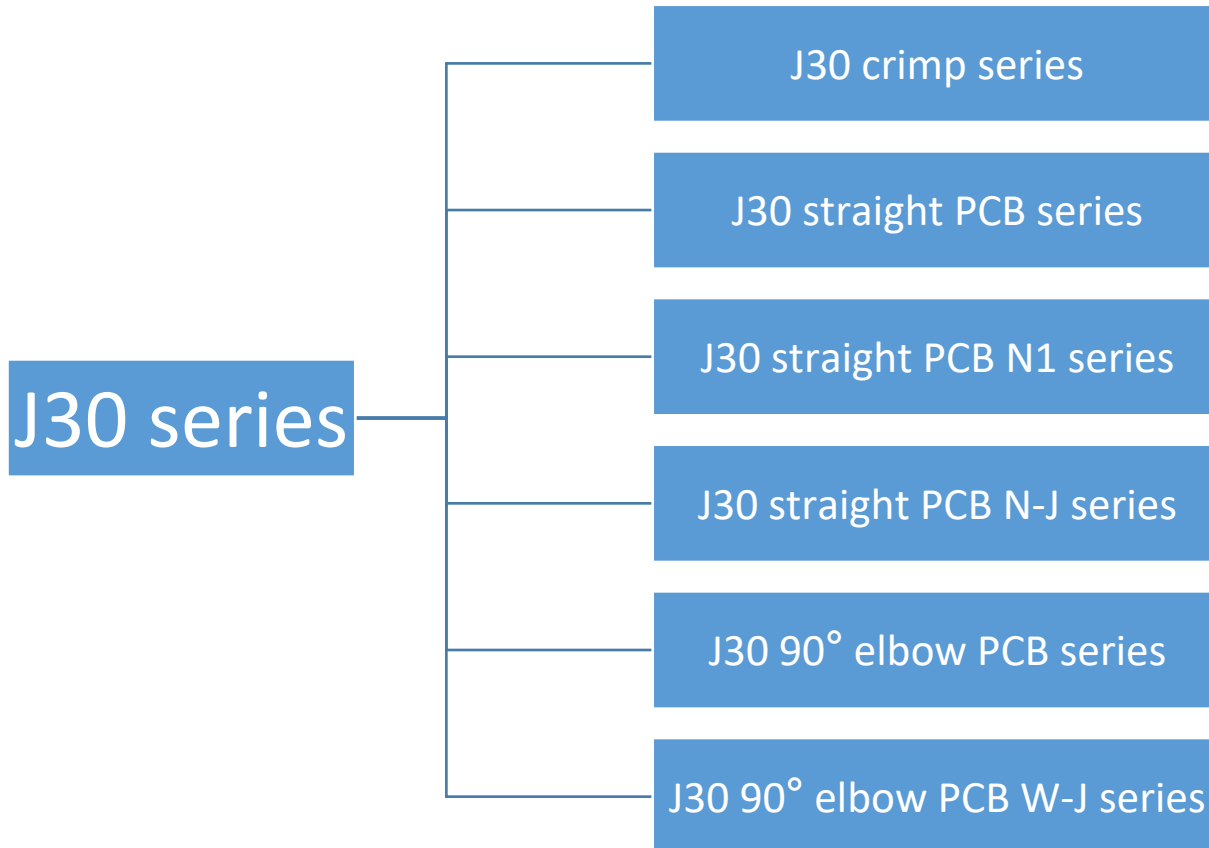 J30 series
J30 crimp series
J30 straight PCB series
J30 straight PCB N1 series
J30 straight PCB N-J series
J30 90° elbow PCB series
J30 90° elbow PCB W-J series